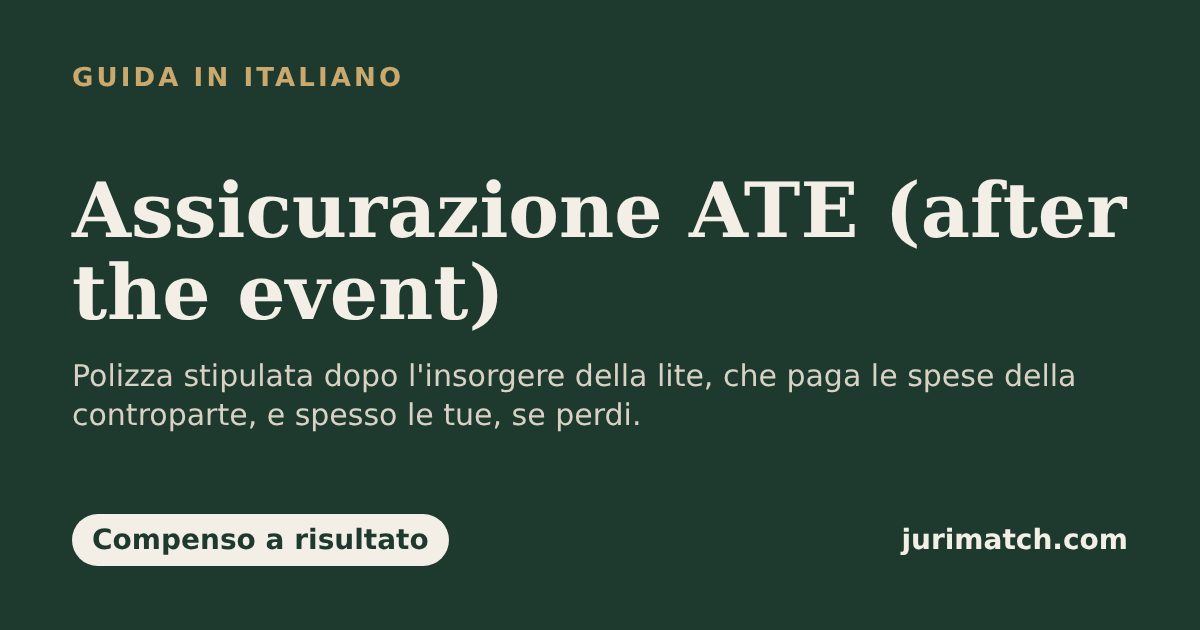 GUIDA IN ITALIANO
Assicurazione ATE (after
the event)
Polizza stipulata dopo l'insorgere della lite, che paga le spese della
controparte, e spesso le tue, se perdi.
Compenso a risultato
jurimatch.com